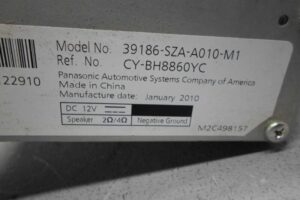 Model No. 39186-SZA-A010-M1
Ref. No. CY-BH8860YC
22910
Panasonic Automotive Systems Company of America
Made in China
Manufacture date: January 2010
DC 12V
Speaker 2Ω/4Ω Negative Ground
M2C498157